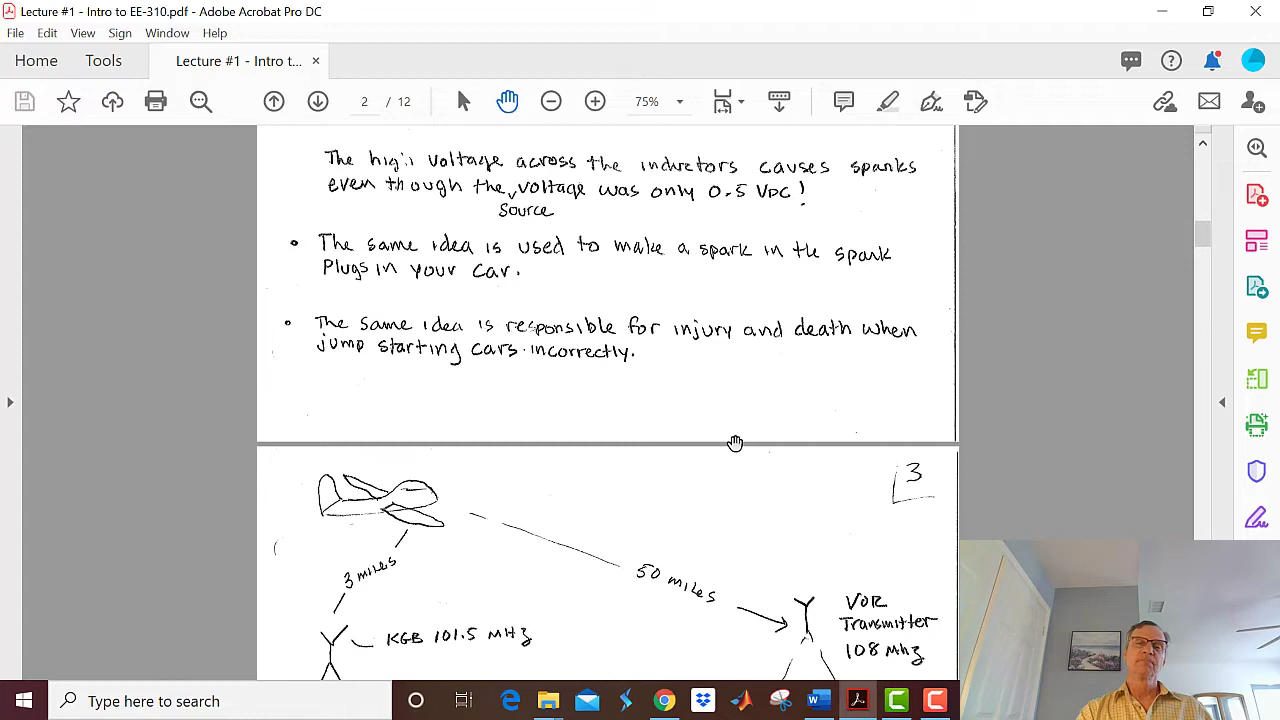 Lecture #1 - Intro to EE-310.pdf - Adobe Acrobat Pro DC
File Edit View Sign Window Help
Home Tools Lecture #1 - Intro t... ×
2 / 12 75%
The high voltage across the inductors causes sparks
even though the voltage was only 0.5 VDC!
Source
• The same idea is used to make a spark in the spark
plugs in your car.
• The same idea is responsible for injury and death when
jump starting cars incorrectly.
3
3 miles
50 miles
VOR
Transmitter
108 Mhz
KGB 101.5 MHz
Type here to search